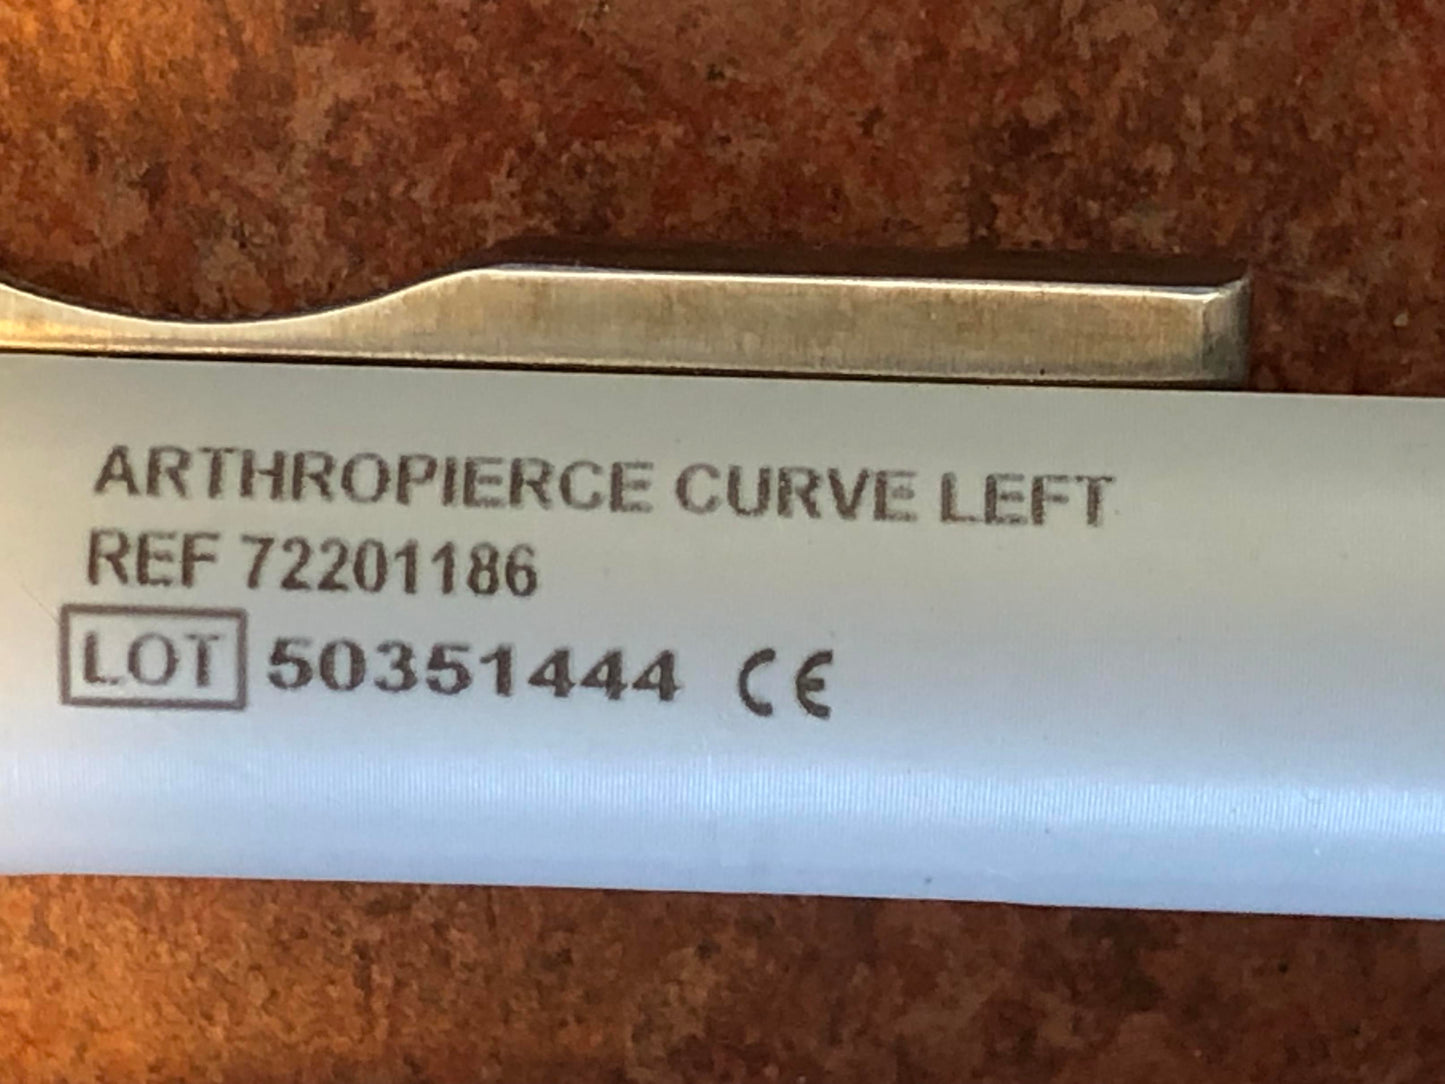 ARTHROPIERCE CURVE LEFT
REF 72201186
LOT 50351444 CE